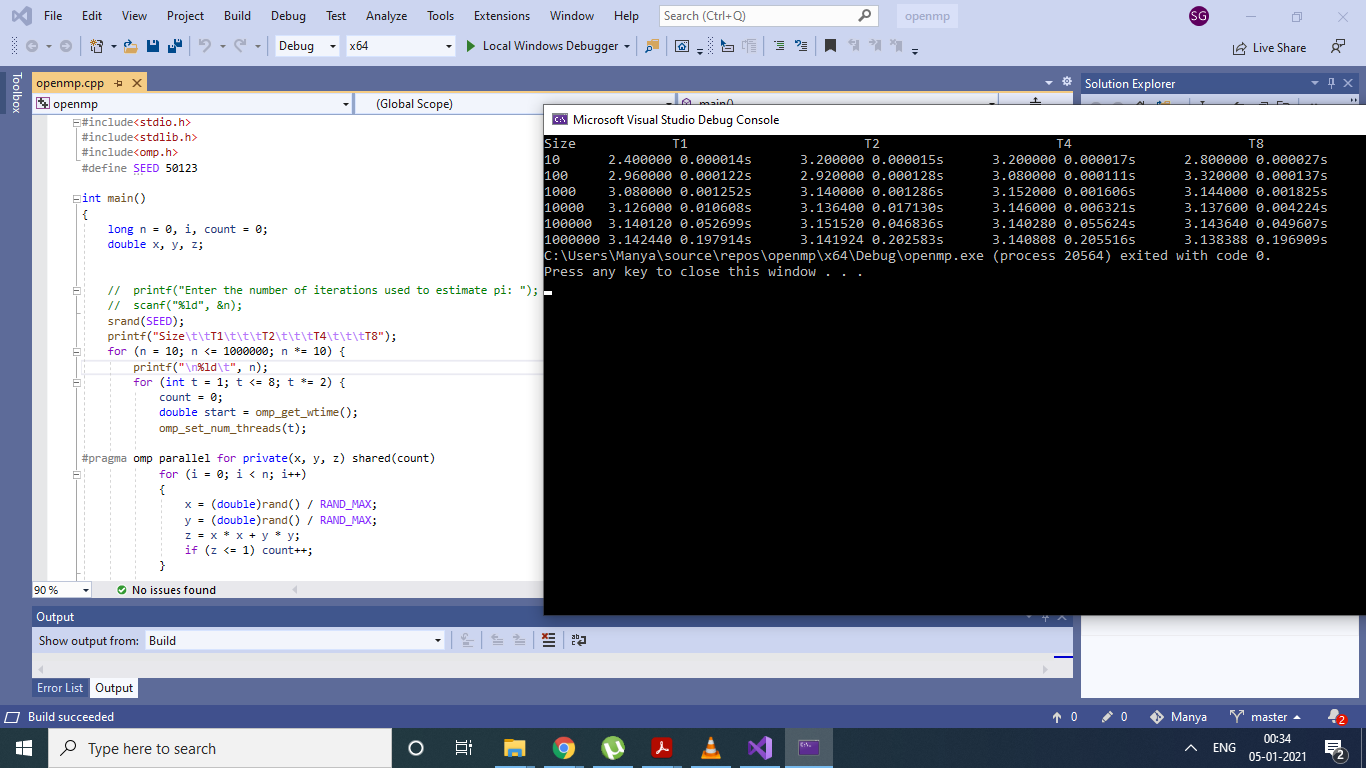 File Edit View Project Build Debug Test Analyze Tools Extensions Window Help Search (Ctrl+Q) openmp SG
Debug x64 Local Windows Debugger Live Share
Toolbox
openmp.cpp
Solution Explorer
openmp (Global Scope) main()
#include<stdio.h>
#include<stdlib.h>
#include<omp.h>
#define SEED 50123
int main()
{
long n = 0, i, count = 0;
double x, y, z;
// printf("Enter the number of iterations used to estimate pi: ");
// scanf("%ld", &n);
srand(SEED);
printf("Size\t\tT1\t\t\tT2\t\t\tT4\t\t\tT8");
for (n = 10; n <= 1000000; n *= 10) {
printf("\n%ld\t", n);
for (int t = 1; t <= 8; t *= 2) {
count = 0;
double start = omp_get_wtime();
omp_set_num_threads(t);
#pragma omp parallel for private(x, y, z) shared(count)
for (i = 0; i < n; i++)
{
x = (double)rand() / RAND_MAX;
y = (double)rand() / RAND_MAX;
z = x * x + y * y;
if (z <= 1) count++;
}
90 % No issues found
Microsoft Visual Studio Debug Console
Size T1 T2 T4 T8
10 2.400000 0.000014s 3.200000 0.000015s 3.200000 0.000017s 2.800000 0.000027s
100 2.960000 0.000122s 2.920000 0.000128s 3.080000 0.000111s 3.320000 0.000137s
1000 3.080000 0.001252s 3.140000 0.001286s 3.152000 0.001606s 3.144000 0.001825s
10000 3.126000 0.010608s 3.136400 0.017130s 3.146000 0.006321s 3.137600 0.004224s
100000 3.140120 0.052699s 3.151520 0.046836s 3.140280 0.055624s 3.143640 0.049607s
1000000 3.142440 0.197914s 3.141924 0.202583s 3.140808 0.205516s 3.138388 0.196909s
C:\Users\Manya\source\repos\openmp\x64\Debug\openmp.exe (process 20564) exited with code 0.
Press any key to close this window . . .
Output
Show output from: Build
Error List Output
Build succeeded 0 0 Manya master 2
Type here to search ENG 00:34
05-01-2021 2